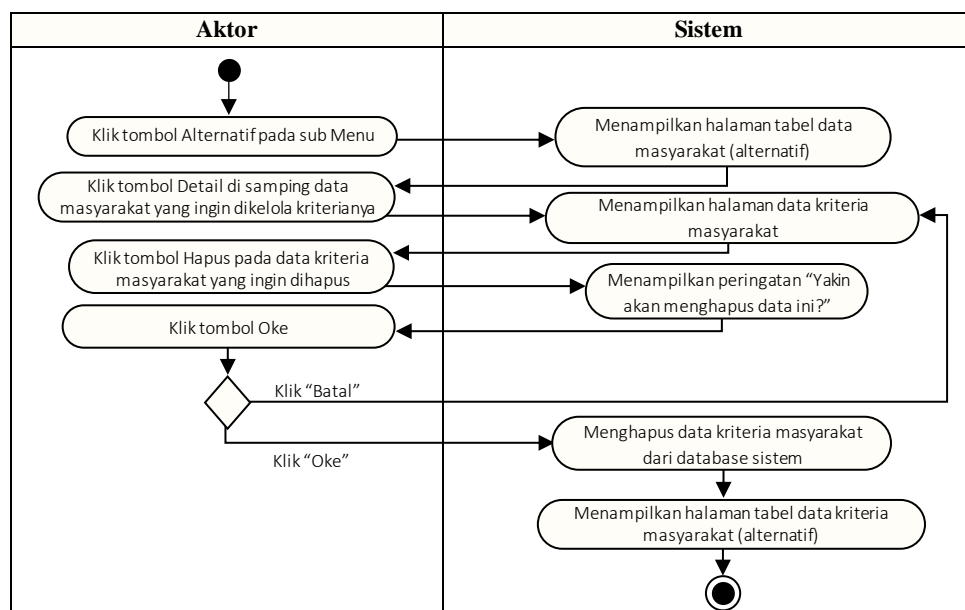 Aktor
Sistem
Klik tombol Alternatif pada sub Menu
Menampilkan halaman tabel data
masyarakat (alternatif)
Klik tombol Detail di samping data
masyarakat yang ingin dikelola kriterianya
Menampilkan halaman data kriteria
masyarakat
Klik tombol Hapus pada data kriteria
masyarakat yang ingin dihapus
Menampilkan peringatan “Yakin
akan menghapus data ini?”
Klik tombol Oke
Klik “Batal”
Klik “Oke”
Menghapus data kriteria masyarakat
dari database sistem
Menampilkan halaman tabel data kriteria
masyarakat (alternatif)